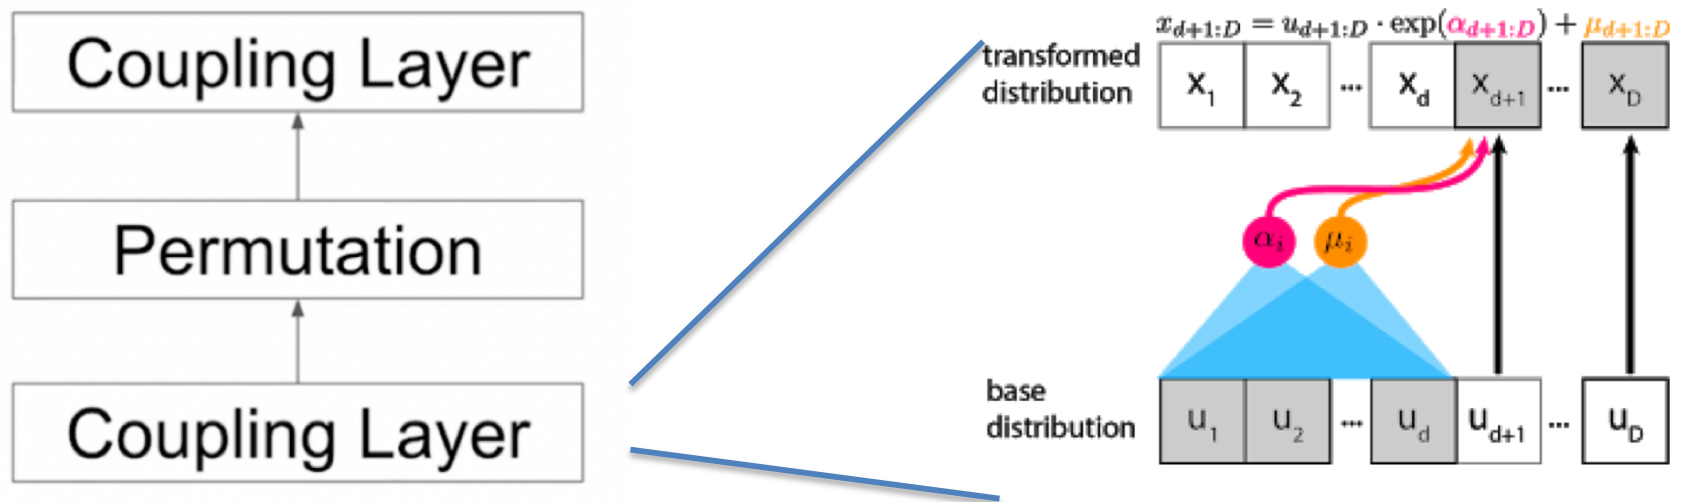 Coupling Layer
Permutation
Coupling Layer
x_{d+1:D} = u_{d+1:D} · exp(α_{d+1:D}) + μ_{d+1:D}
transformed
distribution
x_1 x_2 ... x_d x_{d+1} ... x_D
α_i μ_i
base
distribution
u_1 u_2 ... u_d u_{d+1} ... u_D